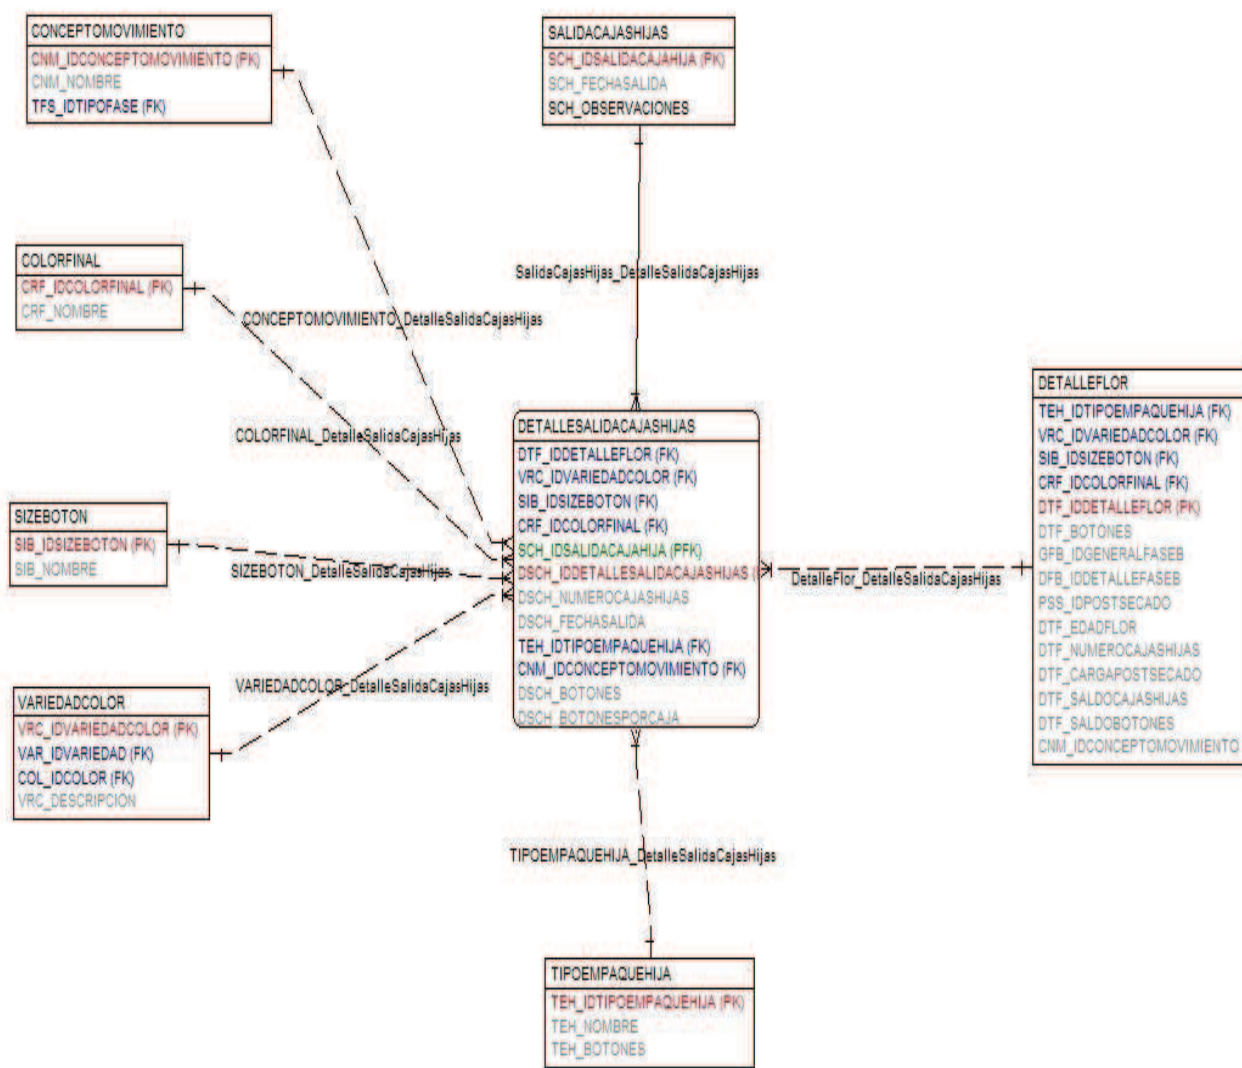 CONCEPTOMOVIMIENTO
CNM_IDCONCEPTOMOVIMIENTO (PK)
CNM_NOMBRE
TFS_IDTIPOFASE (FK)
SALIDACAJASHIJAS
SCH_IDSALIDACAJAHIJA (PK)
SCH_FECHASALIDA
SCH_OBSERVACIONES
COLORFINAL
CRF_IDCOLORFINAL (PK)
CRF_NOMBRE
SalidaCajasHijas_DetalleSalidaCajasHijas
CONCEPTOMOVIMIENTO_DetalleSalidaCajasHijas
COLORFINAL_DetalleSalidaCajasHijas
SIZEBOTON
SIB_IDSIZEBOTON (PK)
SIB_NOMBRE
SIZEBOTON_DetalleSalidaCajasHijas
VARIEDADCOLOR
VRC_IDVARIEDADCOLOR (PK)
VAR_IDVARIEDAD (FK)
COL_IDCOLOR (FK)
VRC_DESCRIPCION
VARIEDADCOLOR_DetalleSalidaCajasHijas
DETALLESALIDACAJASHIJAS
DTF_IDDETALLEFLOR (FK)
VRC_IDVARIEDADCOLOR (FK)
SIB_IDSIZEBOTON (FK)
CRF_IDCOLORFINAL (FK)
SCH_IDSALIDACAJAHIJA (PFK)
DSCH_IDDETALLESALIDACAJASHIJAS (
DSCH_NUMEROCAJASHIJAS
DSCH_FECHASALIDA
TEH_IDTIPOEMPAQUEHIJA (FK)
CNM_IDCONCEPTOMOVIMIENTO (FK)
DSCH_BOTONES
DSCH_BOTONESPORCAJA
DetalleFlor_DetalleSalidaCajasHijas
DETALLEFLOR
TEH_IDTIPOEMPAQUEHIJA (FK)
VRC_IDVARIEDADCOLOR (FK)
SIB_IDSIZEBOTON (FK)
CRF_IDCOLORFINAL (FK)
DTF_IDDETALLEFLOR (PK)
DTF_BOTONES
GFB_IDGENERALFASEB
DFB_IDDETALLEFASEB
PSS_IDPOSTSECADO
DTF_EDADFLOR
DTF_NUMEROCAJASHIJAS
DTF_CARGAPOSTSECADO
DTF_SALDOCAJASHIJAS
DTF_SALDOBOTONES
CNM_IDCONCEPTOMOVIMIENTO
TIPOEMPAQUEHIJA_DetalleSalidaCajasHijas
TIPOEMPAQUEHIJA
TEH_IDTIPOEMPAQUEHIJA (PK)
TEH_NOMBRE
TEH_BOTONES